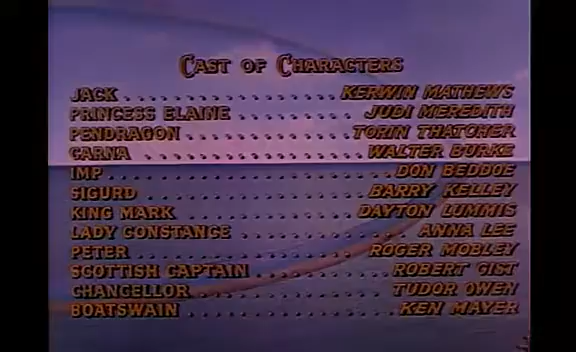 CAST OF CHARACTERS
JACK . . . . . . . . . . . . . . . . . . . . KERWIN MATHEWS
PRINCESS ELAINE . . . . . . . . . . . JUDI MEREDITH
PENDRAGON . . . . . . . . . . . . . . TORIN THATCHER
GARNA . . . . . . . . . . . . . . . . . . WALTER BURKE
IMP . . . . . . . . . . . . . . . . . . . . . . . DON BEDDOE
SIGURD . . . . . . . . . . . . . . . . . . BARRY KELLEY
KING MARK . . . . . . . . . . . . . . DAYTON LUMMIS
LADY CONSTANCE . . . . . . . . . . . . . . ANNA LEE
PETER . . . . . . . . . . . . . . . . . . ROGER MOBLEY
SCOTTISH CAPTAIN . . . . . . . . . . . ROBERT GIST
CHANCELLOR . . . . . . . . . . . . . . . TUDOR OWEN
BOATSWAIN . . . . . . . . . . . . . . . . . KEN MAYER